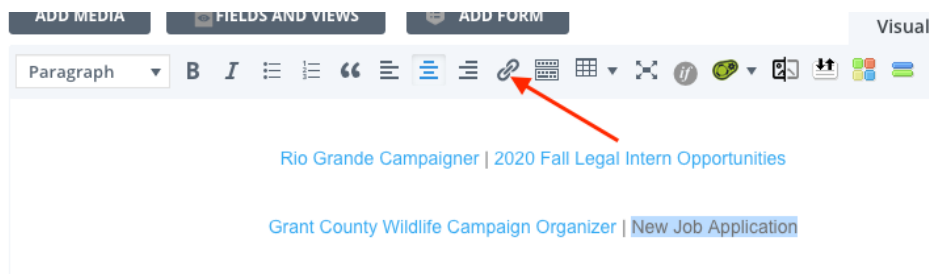 ADD MEDIA FIELDS AND VIEWS ADD FORM
Visual
Paragraph B I if
Rio Grande Campaigner | 2020 Fall Legal Intern Opportunities
Grant County Wildlife Campaign Organizer | New Job Application